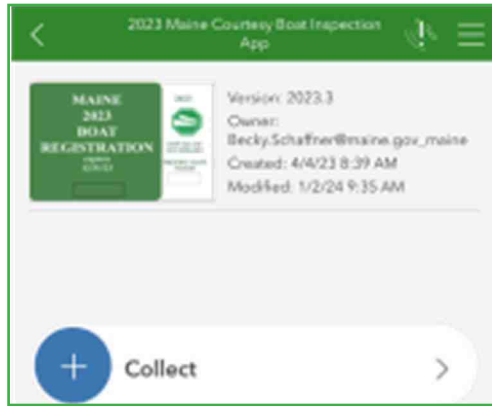 2023 Maine Courtesy Boat Inspection
App
MAINE
2023
BOAT
REGISTRATION
2023
Version: 2023.3
Owner:
Becky.Schaffner@maine.gov_maine
Created: 4/4/23 8:39 AM
Modified: 1/2/24 9:35 AM
Collect